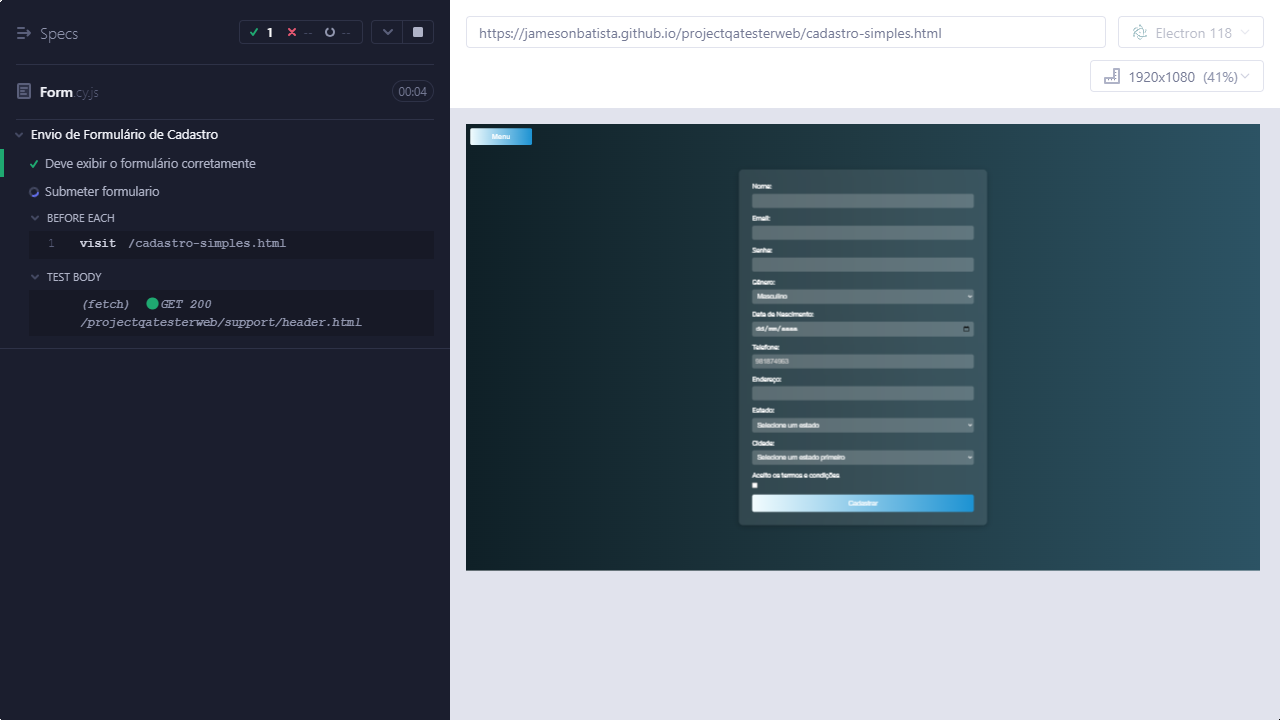 Specs
1 -- --
Form.cy.js
00:04
Envio de Formulário de Cadastro
Deve exibir o formulário corretamente
Submeter formulario
BEFORE EACH
1 visit /cadastro-simples.html
TEST BODY
(fetch) GET 200
/projectqatesterweb/support/header.html
https://jamesonbatista.github.io/projectqatesterweb/cadastro-simples.html
Electron 118
1920x1080 (41%)
Menu
Nome:
Email:
Senha:
Gênero:
Masculino
Data de Nascimento:
dd/mm/aaaa
Telefone:
981874963
Endereço:
Estado:
Selecione um estado
Cidade:
Selecione um estado primeiro
Aceito os termos e condições
Cadastrar